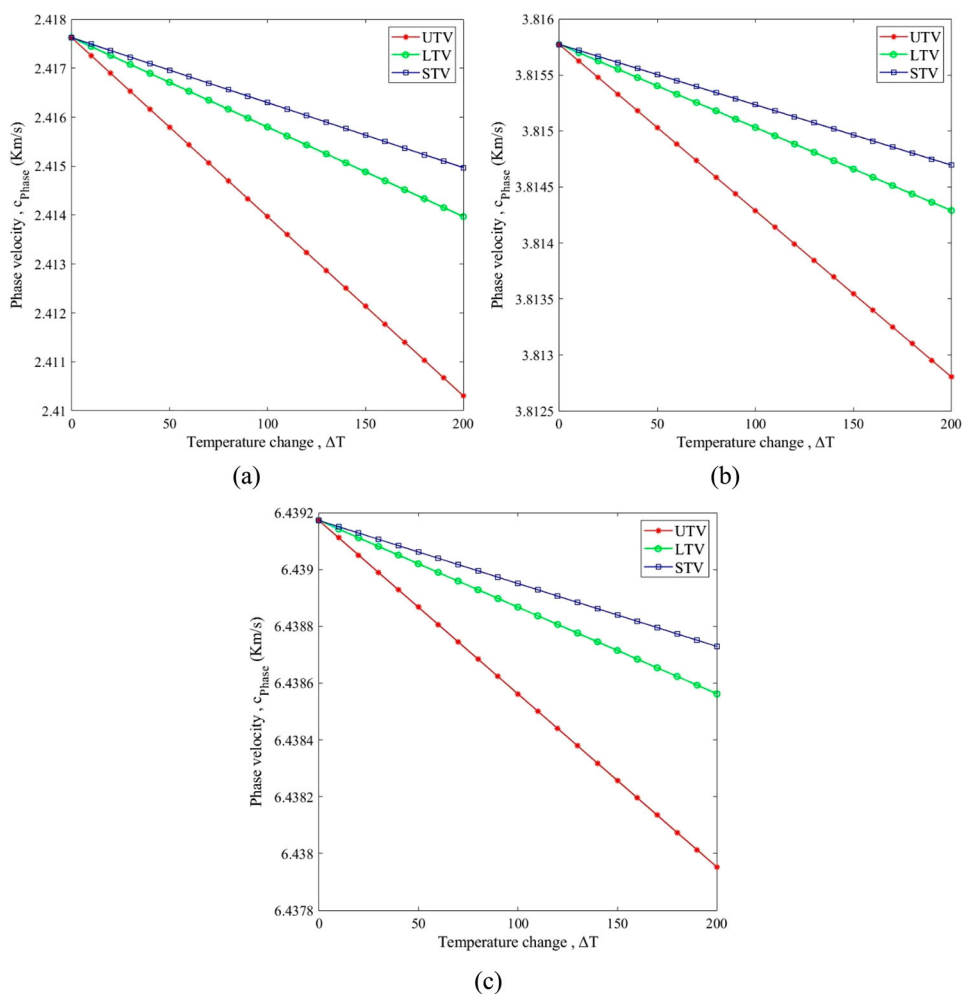 2.418
2.417
2.416
2.415
2.414
2.413
2.412
2.411
2.41
Phase velocity , cPhase (Km/s)
UTV
LTV
STV
0
50
100
150
200
Temperature change , ΔT
(a)
3.816
3.8155
3.815
3.8145
3.814
3.8135
3.813
3.8125
Phase velocity , cPhase (Km/s)
UTV
LTV
STV
0
50
100
150
200
Temperature change , ΔT
(b)
6.4392
6.439
6.4388
6.4386
6.4384
6.4382
6.438
6.4378
Phase velocity , cPhase (Km/s)
UTV
LTV
STV
0
50
100
150
200
Temperature change , ΔT
(c)